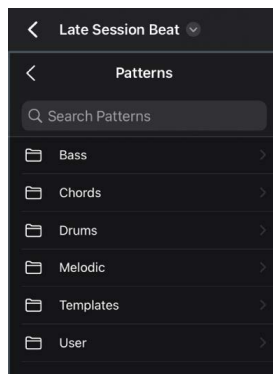 Late Session Beat
Patterns
Search Patterns
Bass
Chords
Drums
Melodic
Templates
User